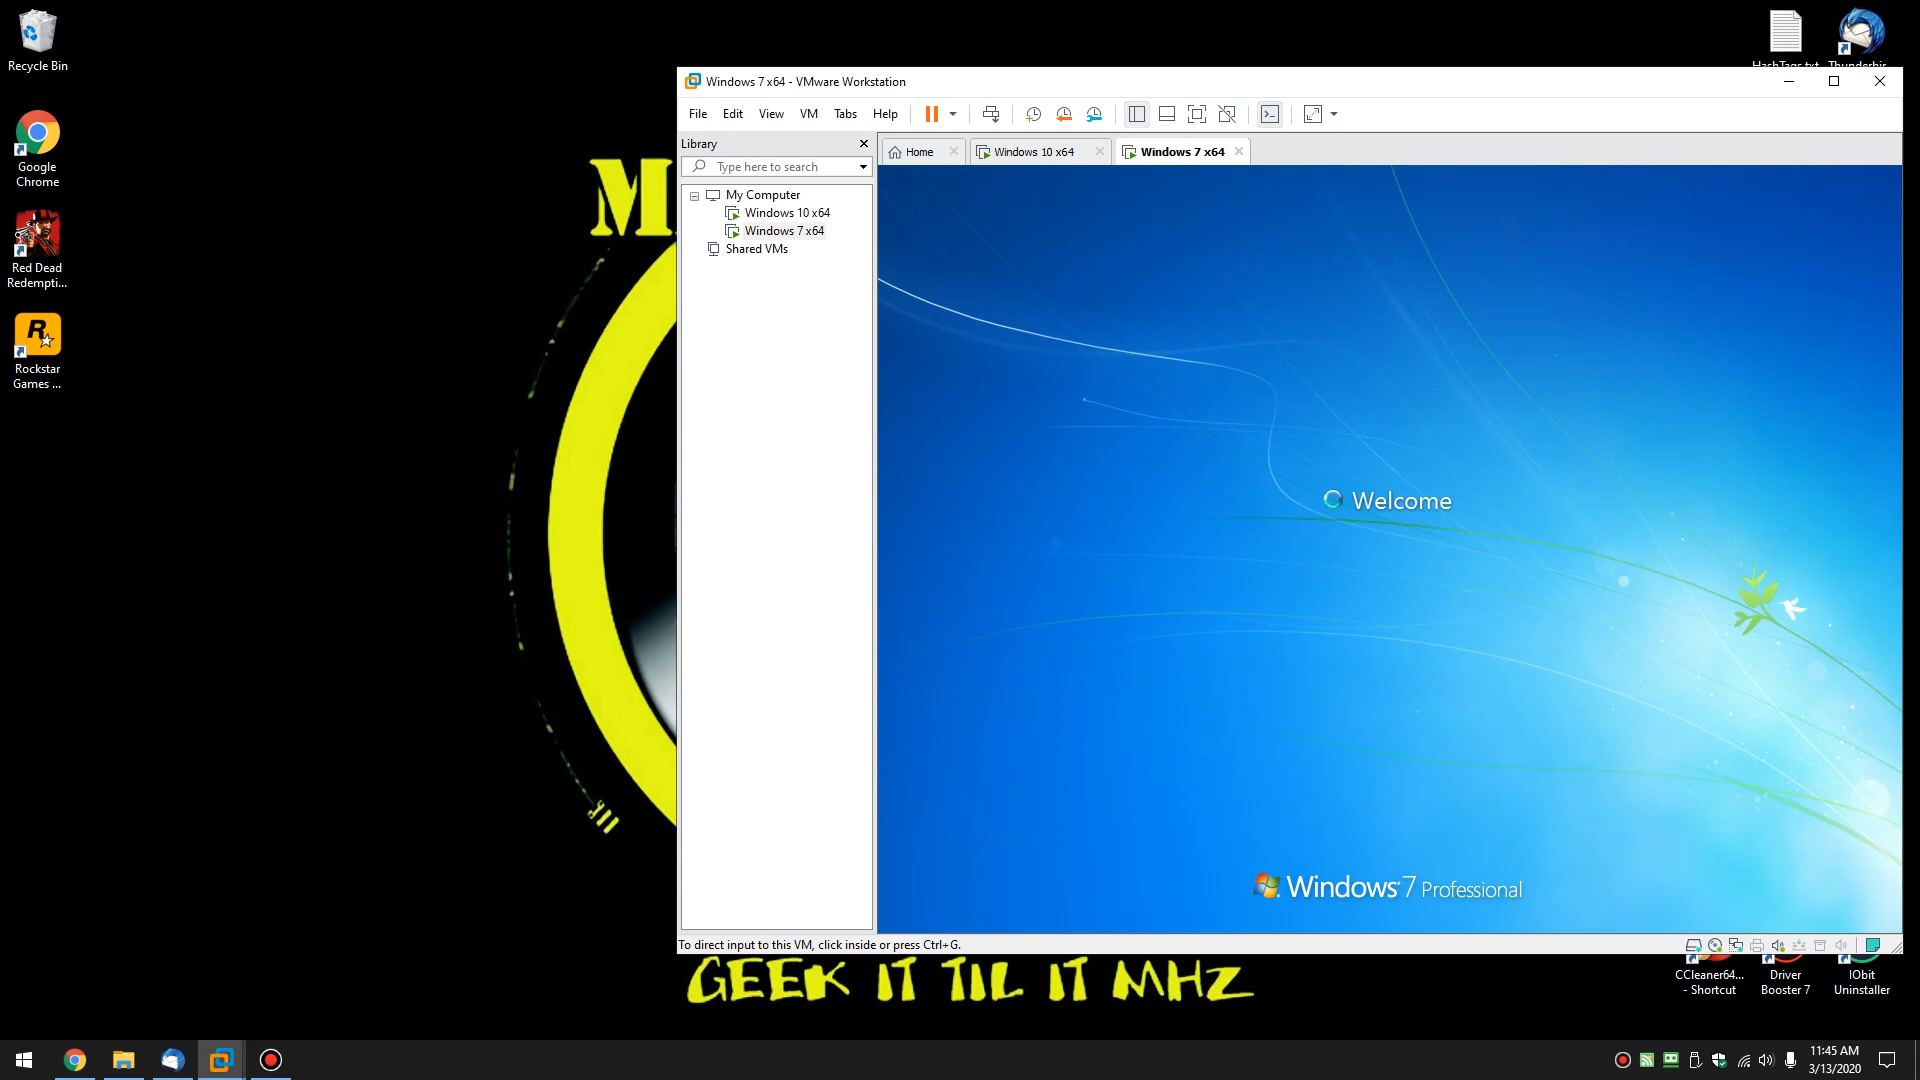 Recycle Bin
Google
Chrome
Red Dead
Redempti...
Rockstar
Games ...
HashTags.txt
Windows 7 x64 - VMware Workstation
File Edit View VM Tabs Help
Library
Type here to search
My Computer
Windows 10 x64
Windows 7 x64
Shared VMs
Home
Windows 10 x64
Windows 7 x64
Welcome
Windows 7 Professional
To direct input to this VM, click inside or press Ctrl+G.
GEEK IT TIL IT MHZ
CCleaner64...
- Shortcut
Driver
Booster 7
IObit
Uninstaller
11:45 AM
3/13/2020